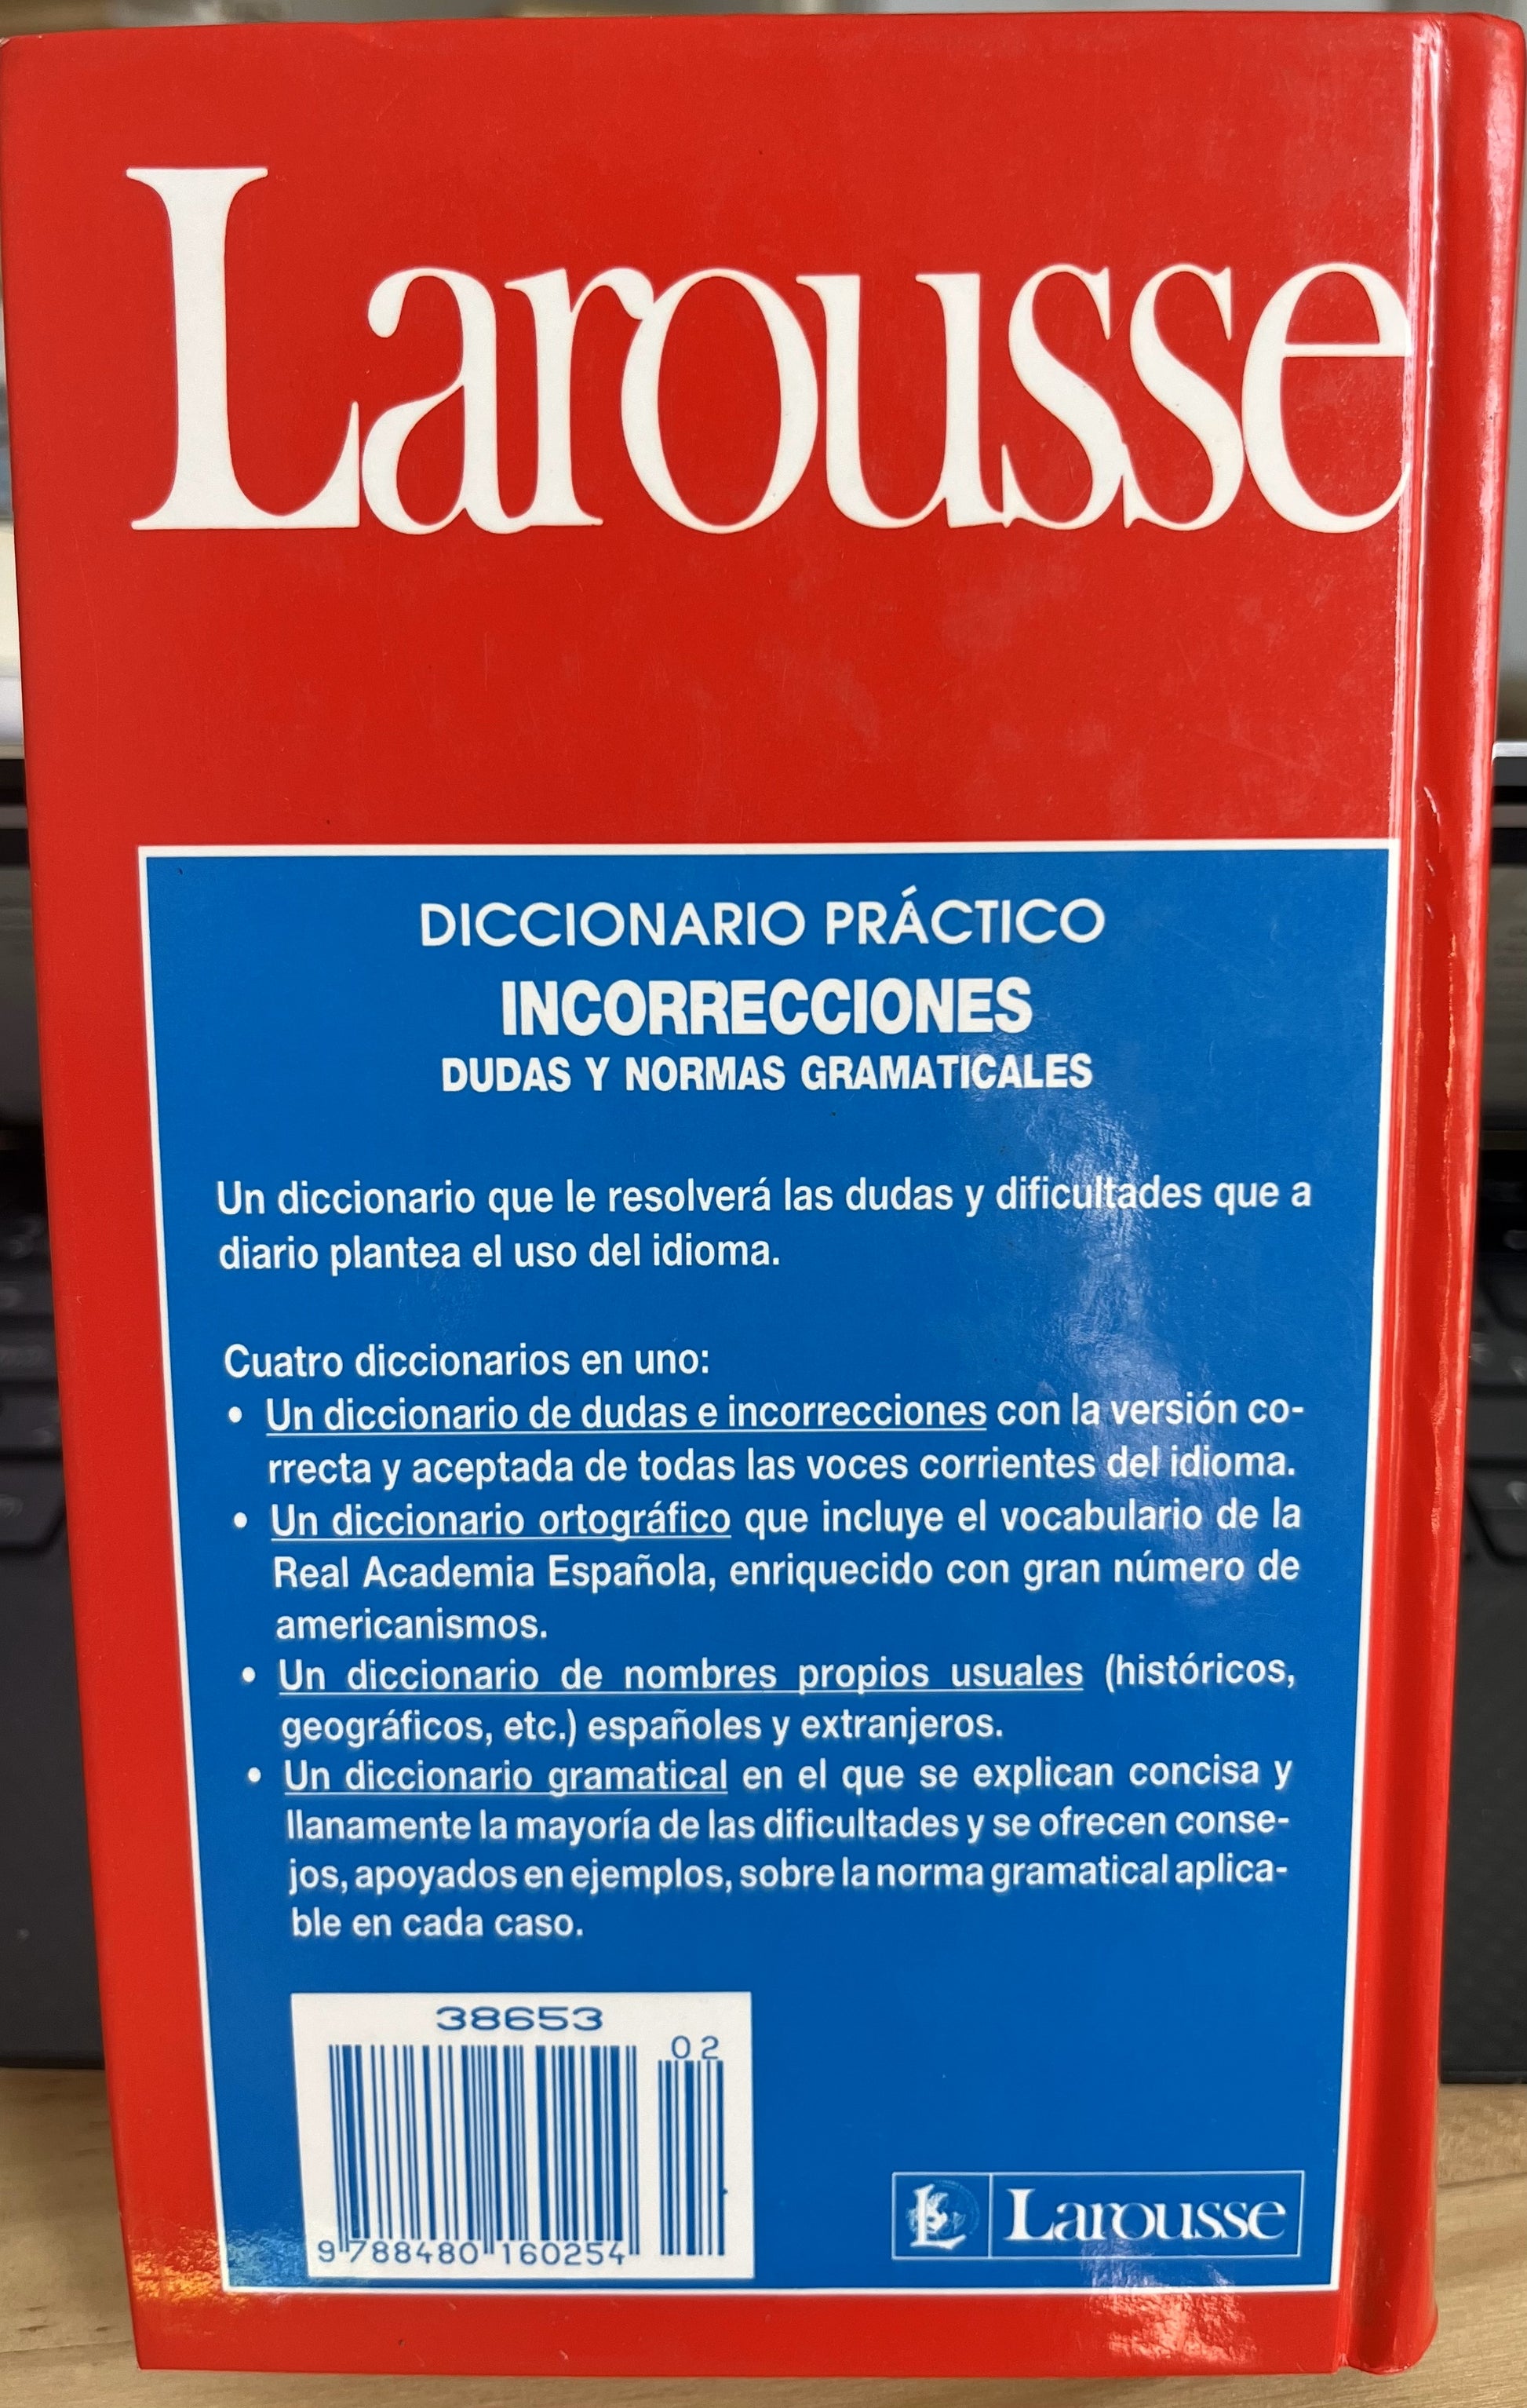 Larousse
DICCIONARIO PRÁCTICO
INCORRECCIONES
DUDAS Y NORMAS GRAMATICALES
Un diccionario que le resolverá las dudas y dificultades que a
diario plantea el uso del idioma.
Cuatro diccionarios en uno:
• Un diccionario de dudas e incorrecciones con la versión co-
rrecta y aceptada de todas las voces corrientes del idioma.
• Un diccionario ortográfico que incluye el vocabulario de la
Real Academia Española, enriquecido con gran número de
americanismos.
• Un diccionario de nombres propios usuales (históricos,
geográficos, etc.) españoles y extranjeros.
• Un diccionario gramatical en el que se explican concisa y
llanamente la mayoría de las dificultades y se ofrecen conse-
jos, apoyados en ejemplos, sobre la norma gramatical aplica-
ble en cada caso.
38653
02
9 788480 160254
L Larousse